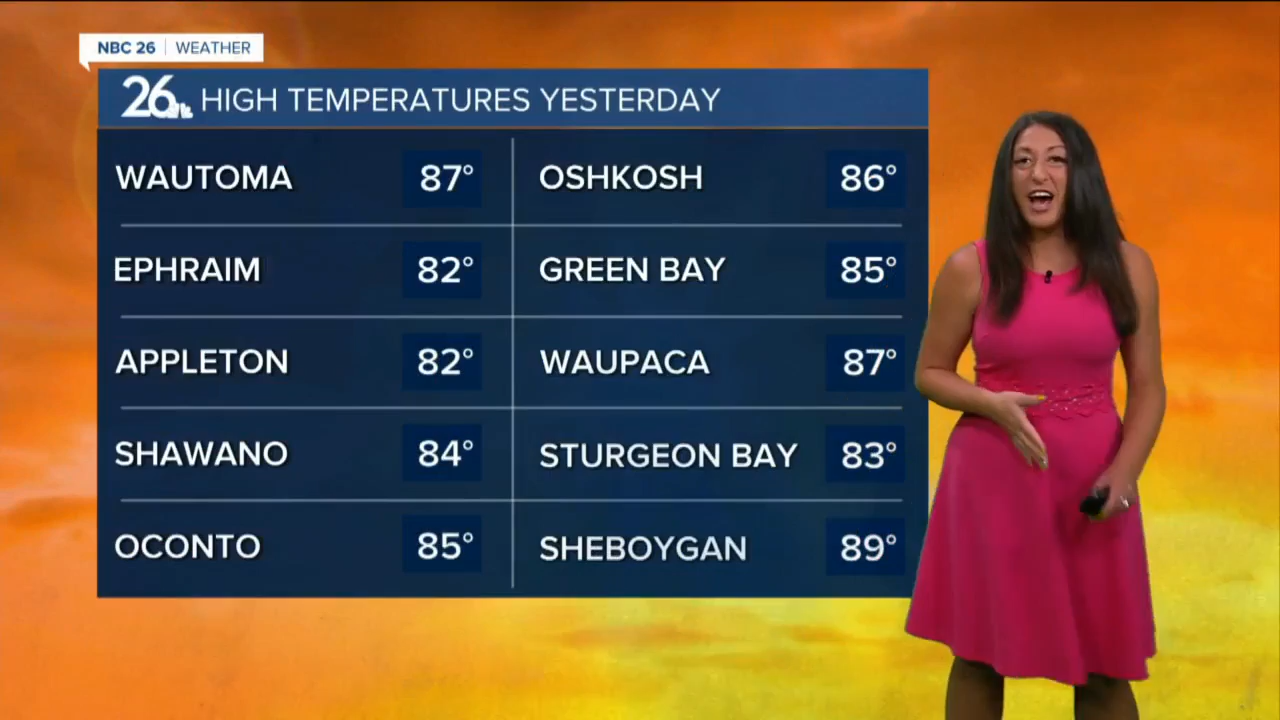 NBC 26 | WEATHER
26 HIGH TEMPERATURES YESTERDAY
WAUTOMA 87°
EPHRAIM 82°
APPLETON 82°
SHAWANO 84°
OCONTO 85°
OSHKOSH 86°
GREEN BAY 85°
WAUPACA 87°
STURGEON BAY 83°
SHEBOYGAN 89°